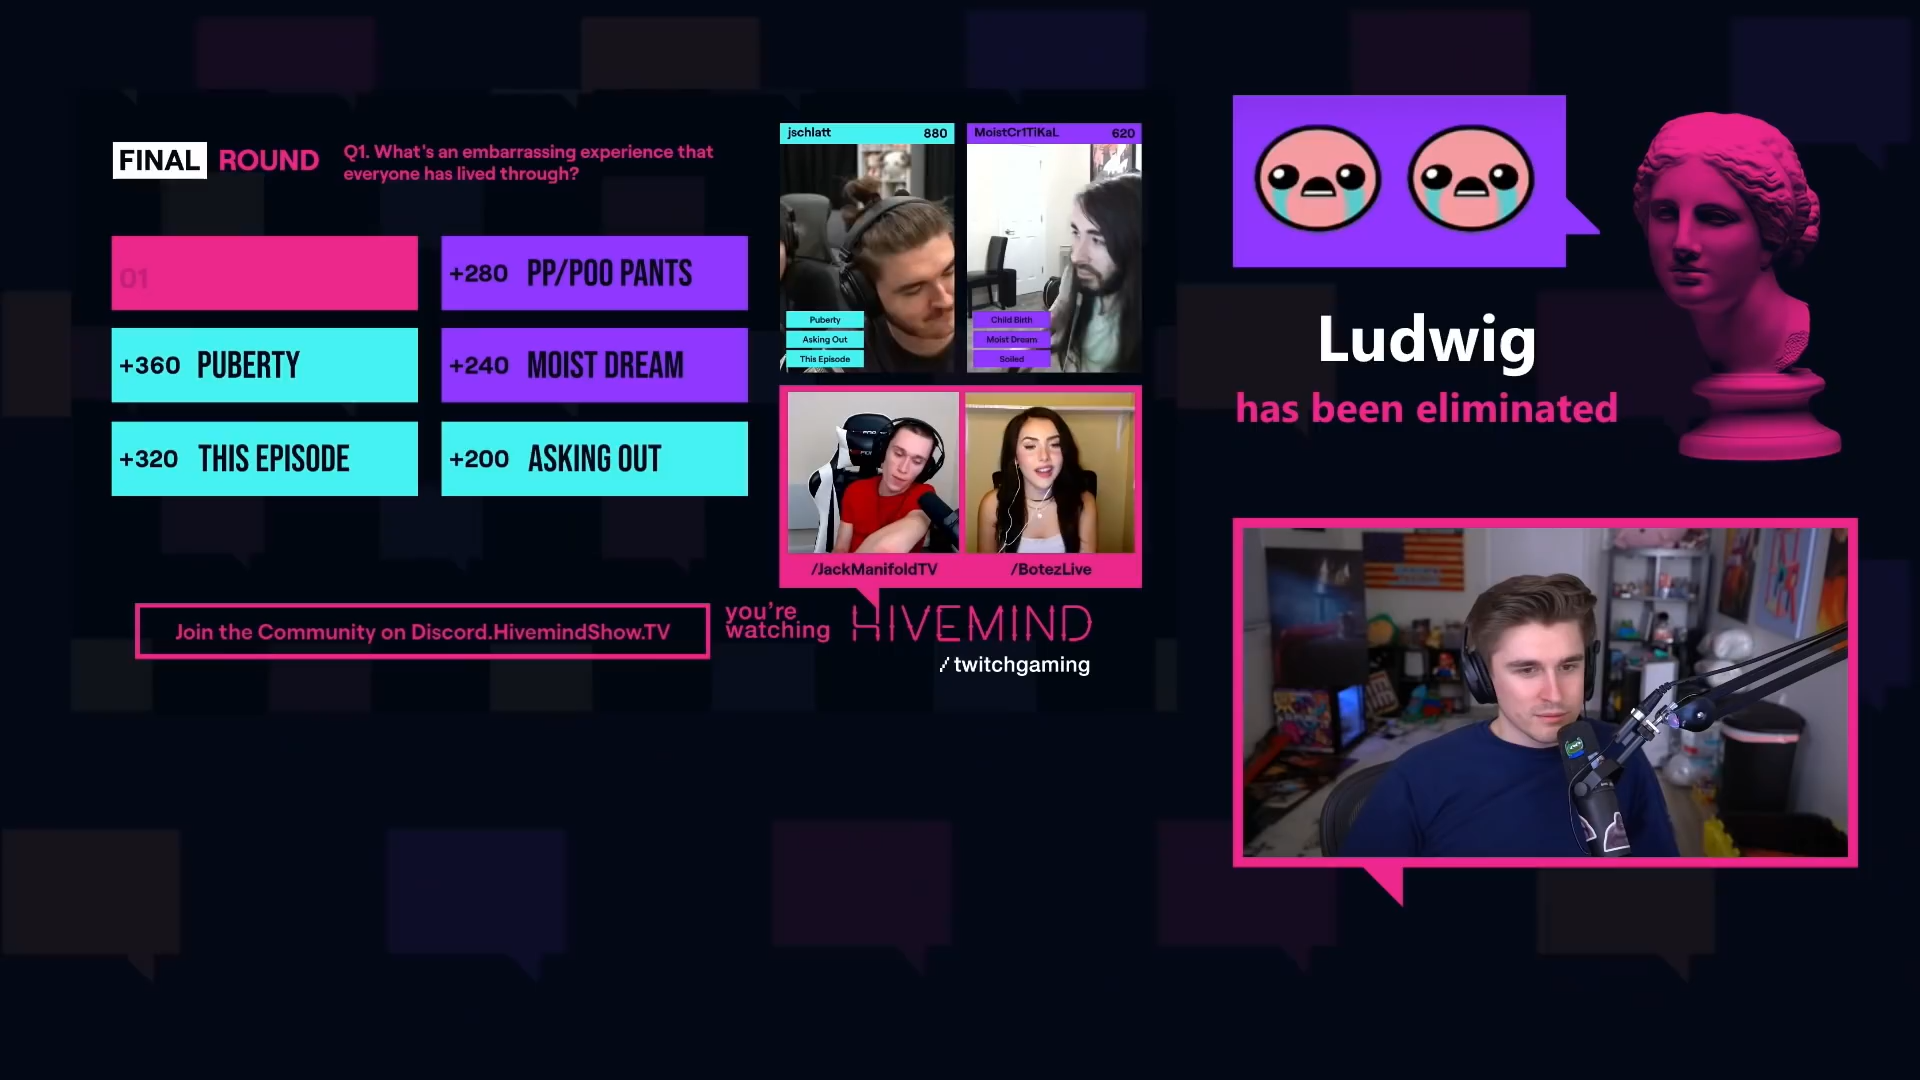 FINAL ROUND
Q1. What's an embarrassing experience that
everyone has lived through?
01
+280 PP/POO PANTS
+360 PUBERTY
+240 MOIST DREAM
+320 THIS EPISODE
+200 ASKING OUT
jschlatt 880
Puberty
Asking Out
This Episode
MoistCr1TiKaL 620
Child Birth
Moist Dream
Soiled
/JackManifoldTV
/BotezLive
Join the Community on Discord.HivemindShow.TV
you're
watching
HIVEMIND
/twitchgaming
Ludwig
has been eliminated